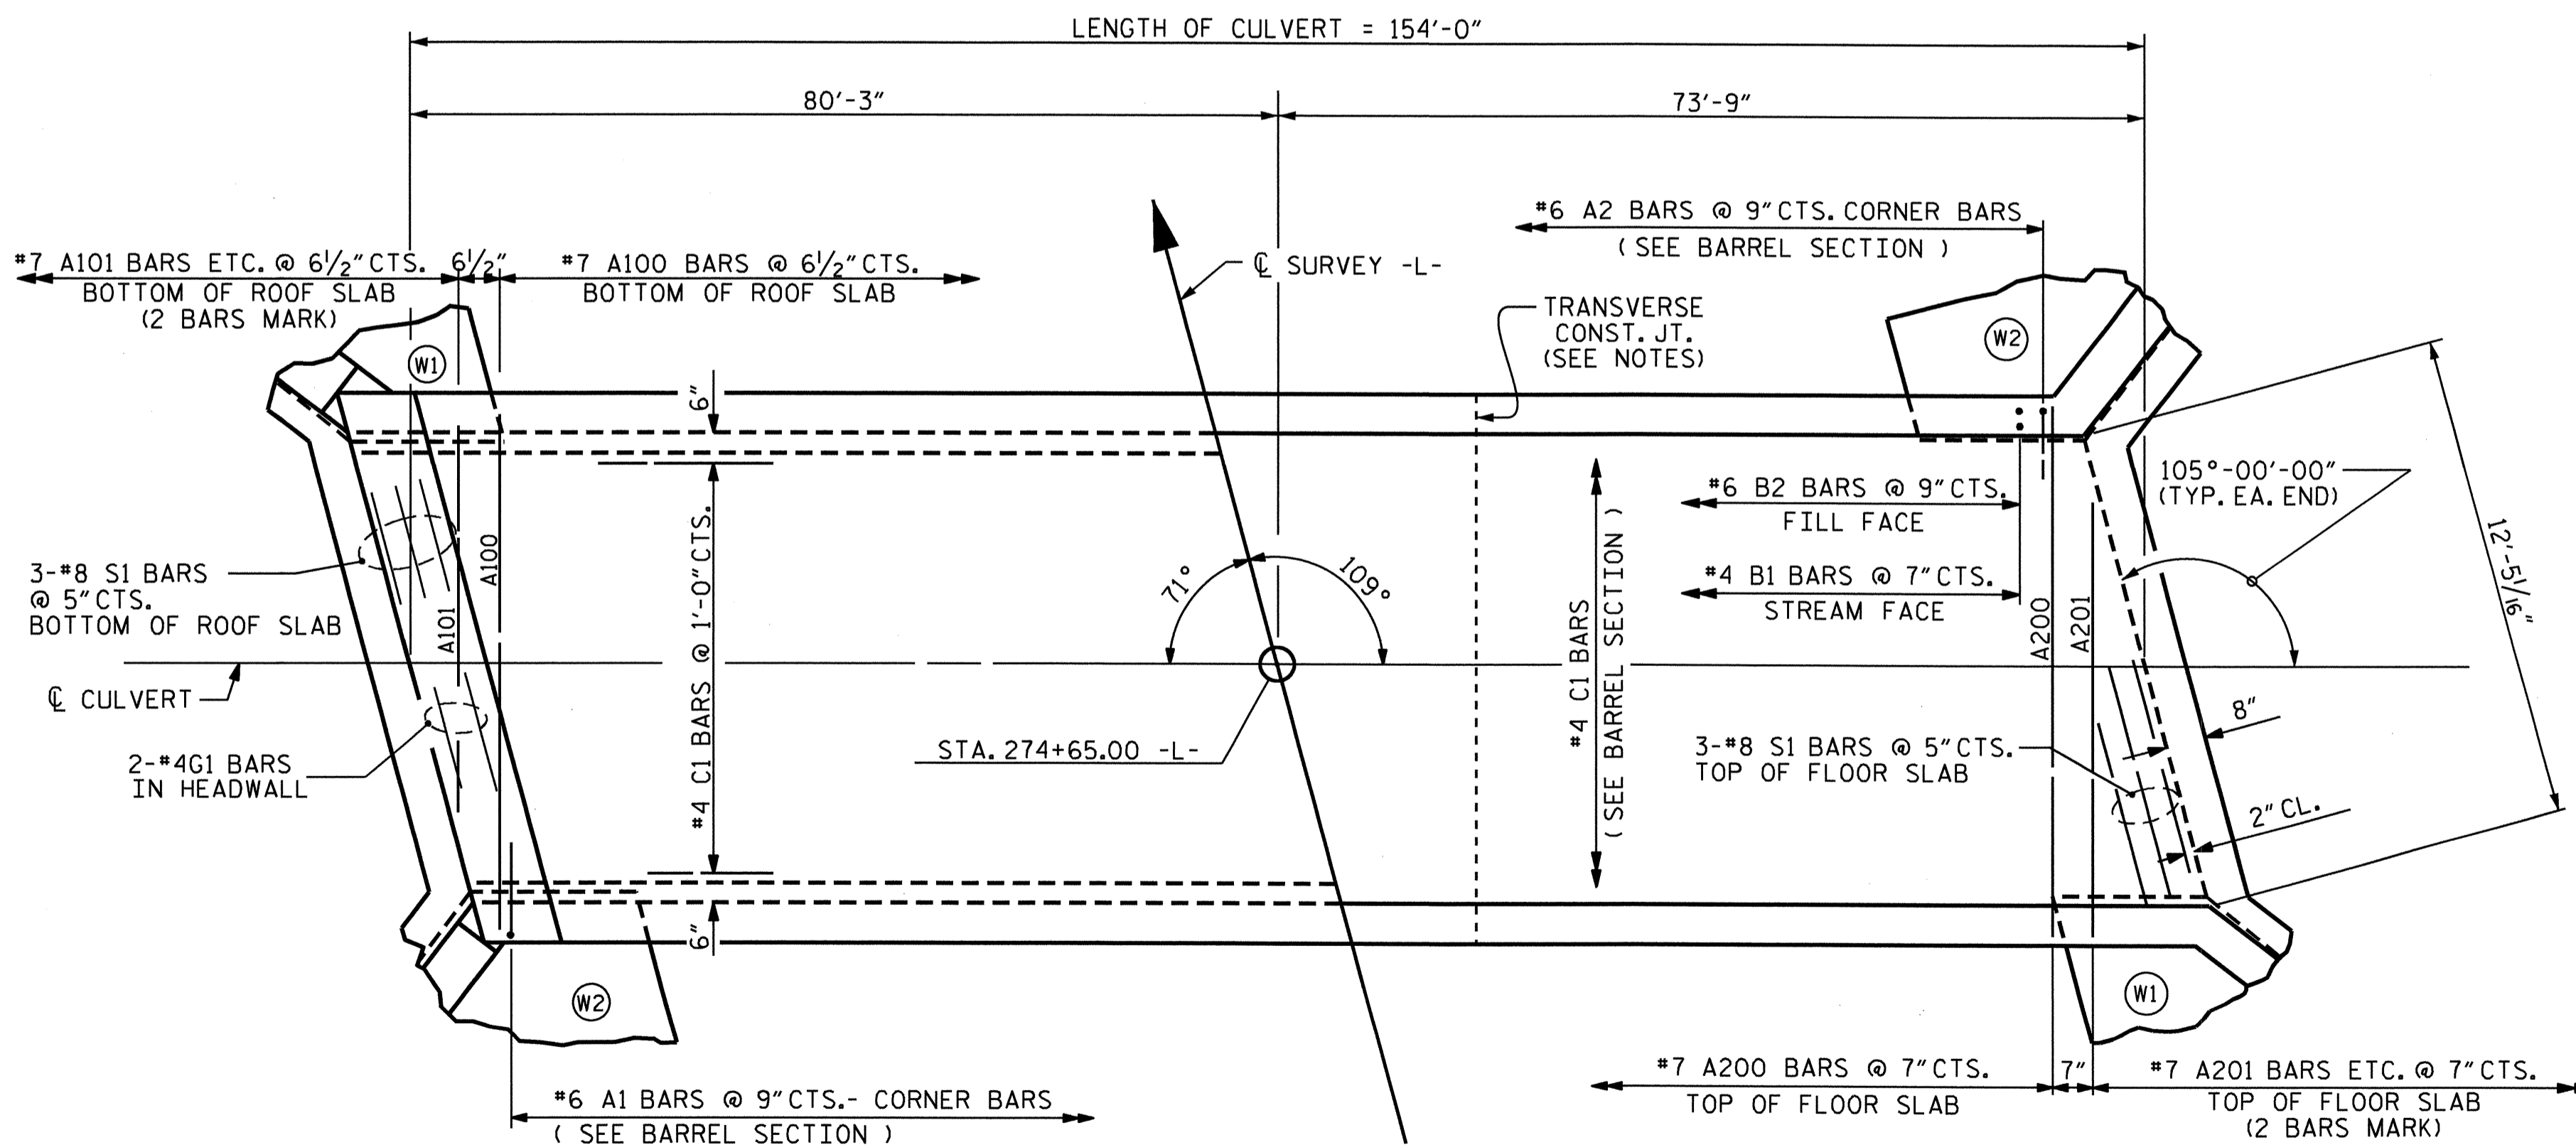 LENGTH OF CULVERT = 154'-0"
80'-3"
73'-9"
#6 A2 BARS @ 9" CTS. CORNER BARS
( SEE BARREL SECTION )
#7 A101 BARS ETC. @ 6 1/2" CTS.
BOTTOM OF ROOF SLAB
(2 BARS MARK)
6 1/2"
#7 A100 BARS @ 6 1/2" CTS.
BOTTOM OF ROOF SLAB
℄ SURVEY -L-
TRANSVERSE
CONST. JT.
(SEE NOTES)
W1
W2
6"
105°-00'-00"
(TYP. EA. END)
#6 B2 BARS @ 9" CTS.
FILL FACE
#4 B1 BARS @ 7" CTS.
STREAM FACE
12'-5 1/16"
3-#8 S1 BARS
@ 5" CTS.
BOTTOM OF ROOF SLAB
A101
A100
#4 C1 BARS @ 1'-0" CTS.
71°
109°
#4 C1 BARS
( SEE BARREL SECTION )
A200
A201
℄ CULVERT
8"
2-#4G1 BARS
IN HEADWALL
STA. 274+65.00 -L-
3-#8 S1 BARS @ 5" CTS.
TOP OF FLOOR SLAB
2" CL.
6"
W2
W1
#6 A1 BARS @ 9" CTS.- CORNER BARS
( SEE BARREL SECTION )
#7 A200 BARS @ 7" CTS.
TOP OF FLOOR SLAB
7"
#7 A201 BARS ETC. @ 7" CTS.
TOP OF FLOOR SLAB
(2 BARS MARK)